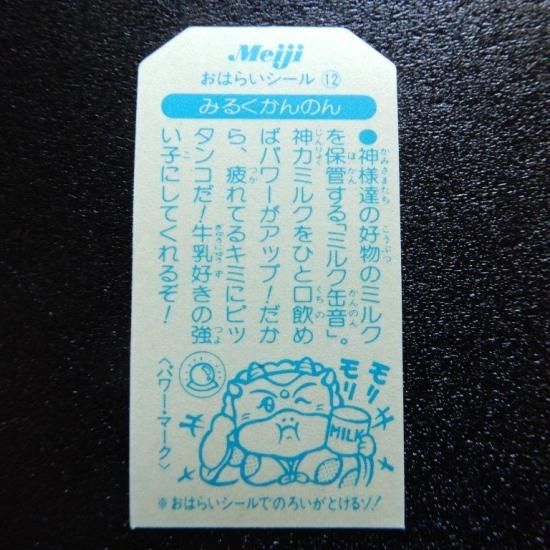 Meiji
おはらいシール⑫
みるくかんのん
●神様達の好物のミルク
を保管する「ミルク缶音」。
神力ミルクをひと口飲め
ばパワーがアップ!だか
ら、疲れてるキミにピッ
タンコだ!牛乳好きの強
い子にしてくれるぞ!
〈パワー・マーク〉
モリモリ
MILK
※おはらいシールでのろいがとけるゾ!